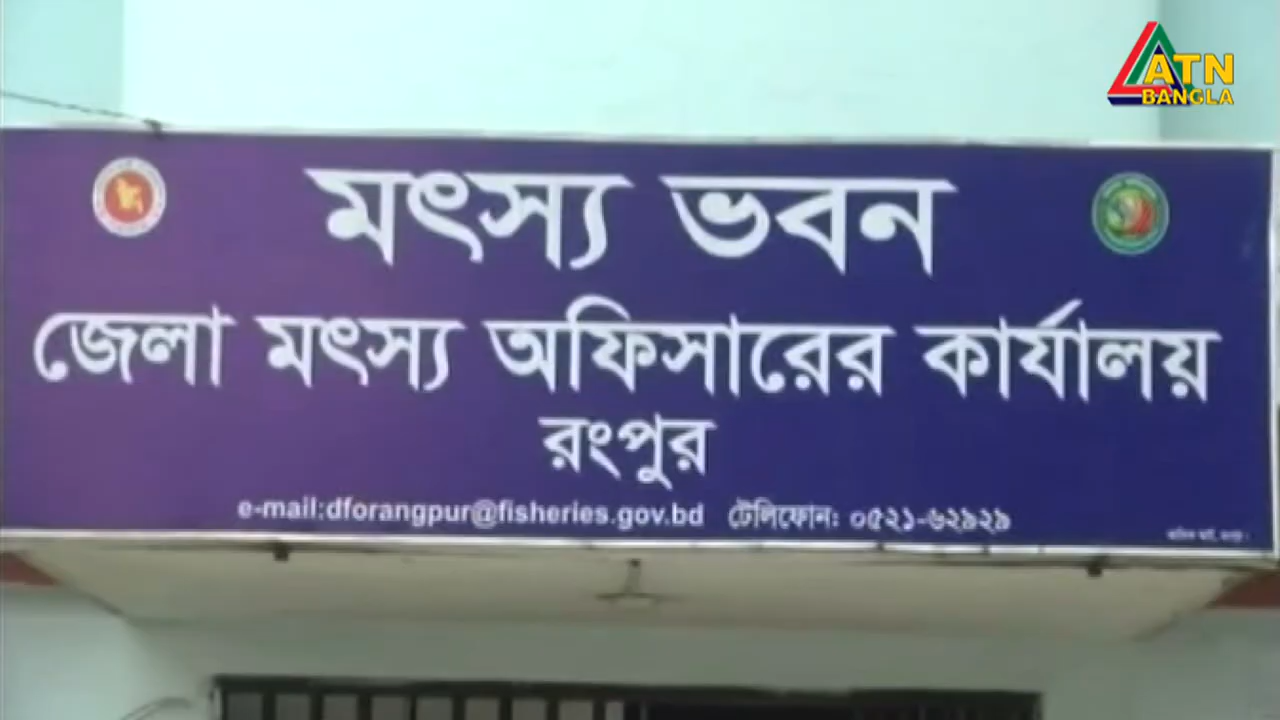 ATN
BANGLA
মৎস্য ভবন
জেলা মৎস্য অফিসারের কার্যালয়
রংপুর
e-mail:dforangpur@fisheries.gov.bd টেলিফোন: ০৫২১-৬২৯২৯